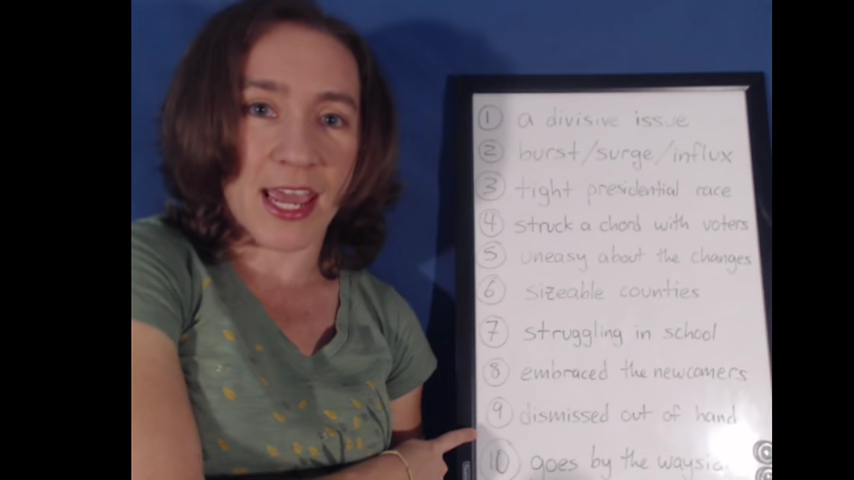 1 a divisive issue
2 burst/surge/influx
3 tight presidential race
4 struck a chord with voters
5 uneasy about the changes
6 sizeable counties
7 struggling in school
8 embraced the newcomers
9 dismissed out of hand
10 goes by the